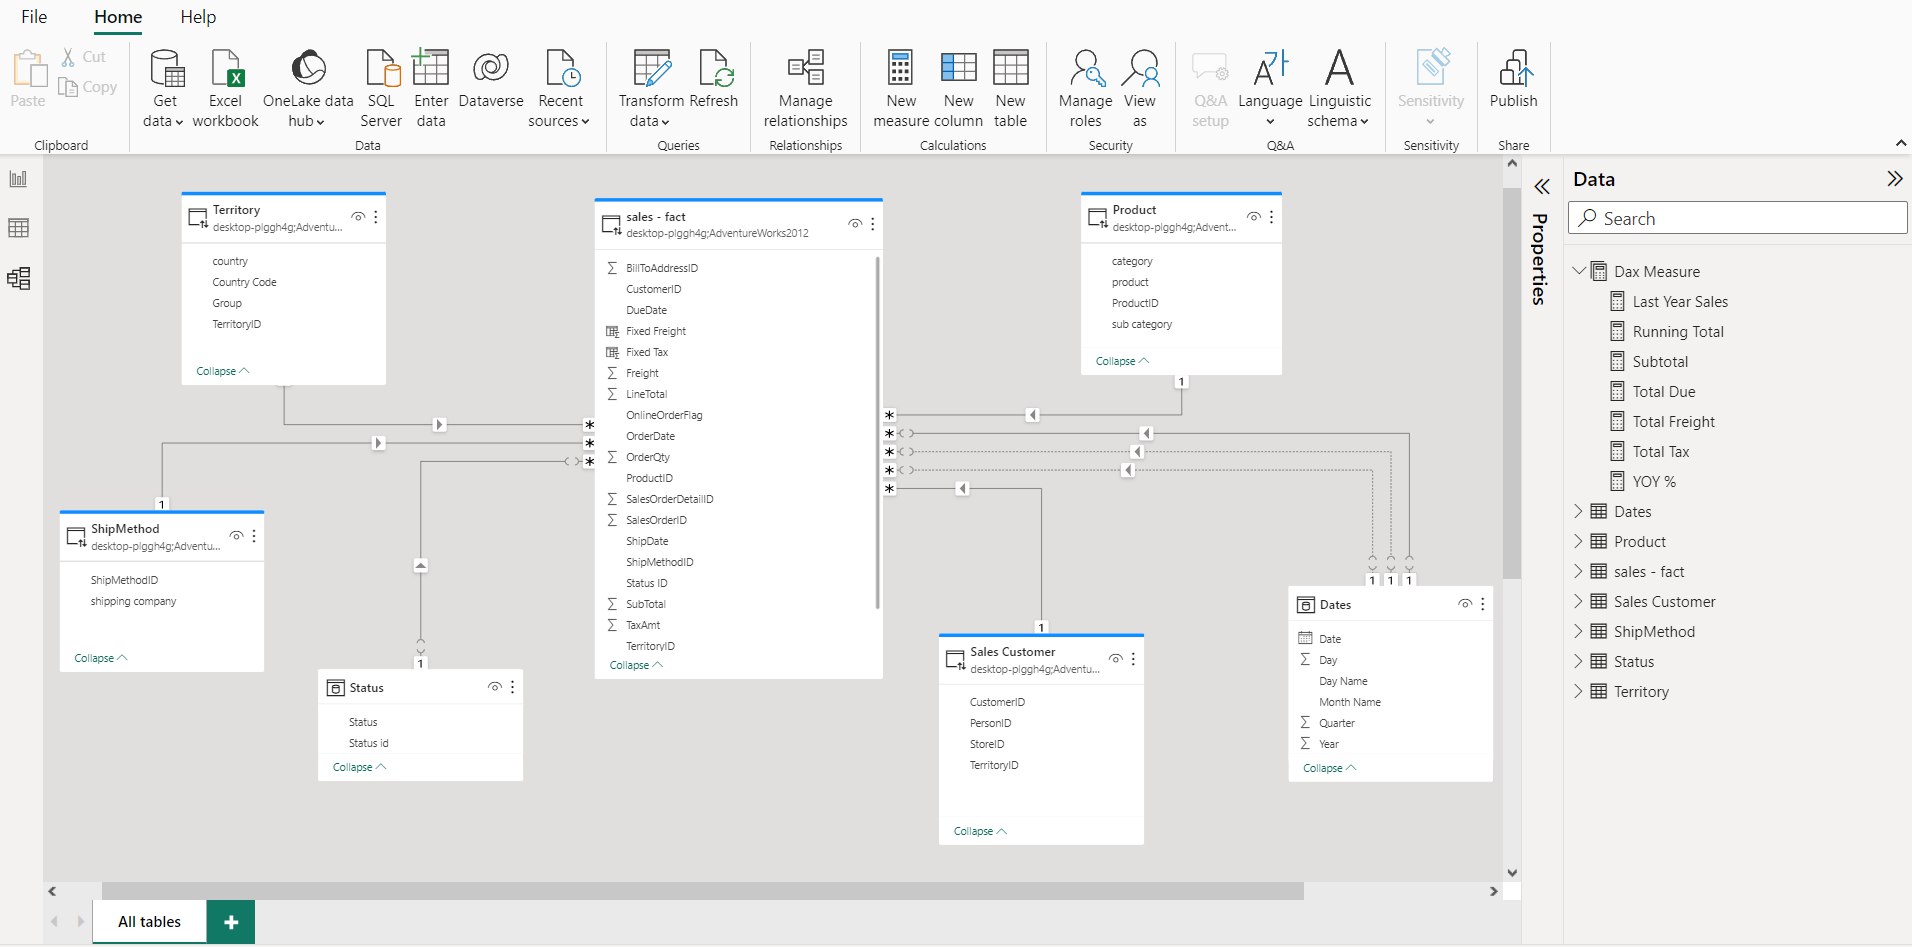 File
Home
Help
Paste
Cut
Copy
Clipboard
Get data
Excel workbook
OneLake data hub
SQL Server
Enter data
Dataverse
Recent sources
Data
Transform data
Refresh
Queries
Manage relationships
Relationships
New measure
New column
New table
Calculations
Manage roles
View as
Security
Q&A setup
Language
Linguistic schema
Q&A
Sensitivity
Sensitivity
Publish
Share
Territory
desktop-plggh4g;Adventu...
country
Country Code
Group
TerritoryID
Collapse
sales - fact
desktop-plggh4g;AdventureWorks2012
BillToAddressID
CustomerID
DueDate
Fixed Freight
Fixed Tax
Freight
LineTotal
OnlineOrderFlag
OrderDate
OrderQty
ProductID
SalesOrderDetailID
SalesOrderID
ShipDate
ShipMethodID
Status ID
SubTotal
TaxAmt
TerritoryID
Collapse
Product
desktop-plggh4g;Advent...
category
product
ProductID
sub category
Collapse
1
*
*
*
*
*
*
*
*
1
ShipMethod
desktop-plggh4g;Adventu...
ShipMethodID
shipping company
Collapse
1
Status
Status
Status id
Collapse
1
Sales Customer
desktop-plggh4g;Adventu...
CustomerID
PersonID
StoreID
TerritoryID
Collapse
1 1 1
Dates
Date
Day
Day Name
Month Name
Quarter
Year
Collapse
Properties
Data
Search
Dax Measure
Last Year Sales
Running Total
Subtotal
Total Due
Total Freight
Total Tax
YOY %
Dates
Product
sales - fact
Sales Customer
ShipMethod
Status
Territory
All tables
+